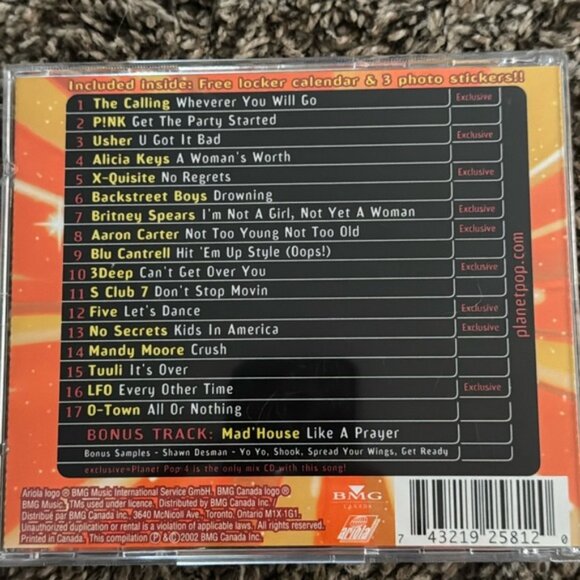 Included inside: Free locker calendar & 3 photo stickers!!
1 The Calling Wheverer You Will Go Exclusive
2 P!NK Get The Party Started
3 Usher U Got It Bad Exclusive
4 Alicia Keys A Woman's Worth
5 X-Quisite No Regrets Exclusive
6 Backstreet Boys Drowning
7 Britney Spears I'm Not A Girl, Not Yet A Woman Exclusive
8 Aaron Carter Not Too Young Not Too Old Exclusive
9 Blu Cantrell Hit 'Em Up Style (Oops!) Exclusive
10 3Deep Can't Get Over You Exclusive
11 S Club 7 Don't Stop Movin Exclusive
12 Five Let's Dance Exclusive
13 No Secrets Kids In America Exclusive
14 Mandy Moore Crush
15 Tuuli It's Over
16 LFO Every Other Time Exclusive
17 O-Town All Or Nothing
BONUS TRACK: Mad'House Like A Prayer
Bonus Samples - Shawn Desman - Yo Yo, Shook, Spread Your Wings, Get Ready
exclusive=Planet Pop 4 is the only mix CD with this song!
planetpop.com
Ariola logo ® BMG Music International Service GmbH. BMG Canada logo ®
BMG Music. TMs used under licence. Distributed by BMG Canada Inc. /
Distribué par BMG Canada Inc. 3640 McNicoll Ave. Toronto, Ontario M1X-1G1.
Unauthorized duplication or rental is a violation of applicable laws. All rights reserved.
Printed in Canada. This compilation ℗ & ©2002 BMG Canada Inc.
BMG
CANADA
ariola
7 43219 25812 0